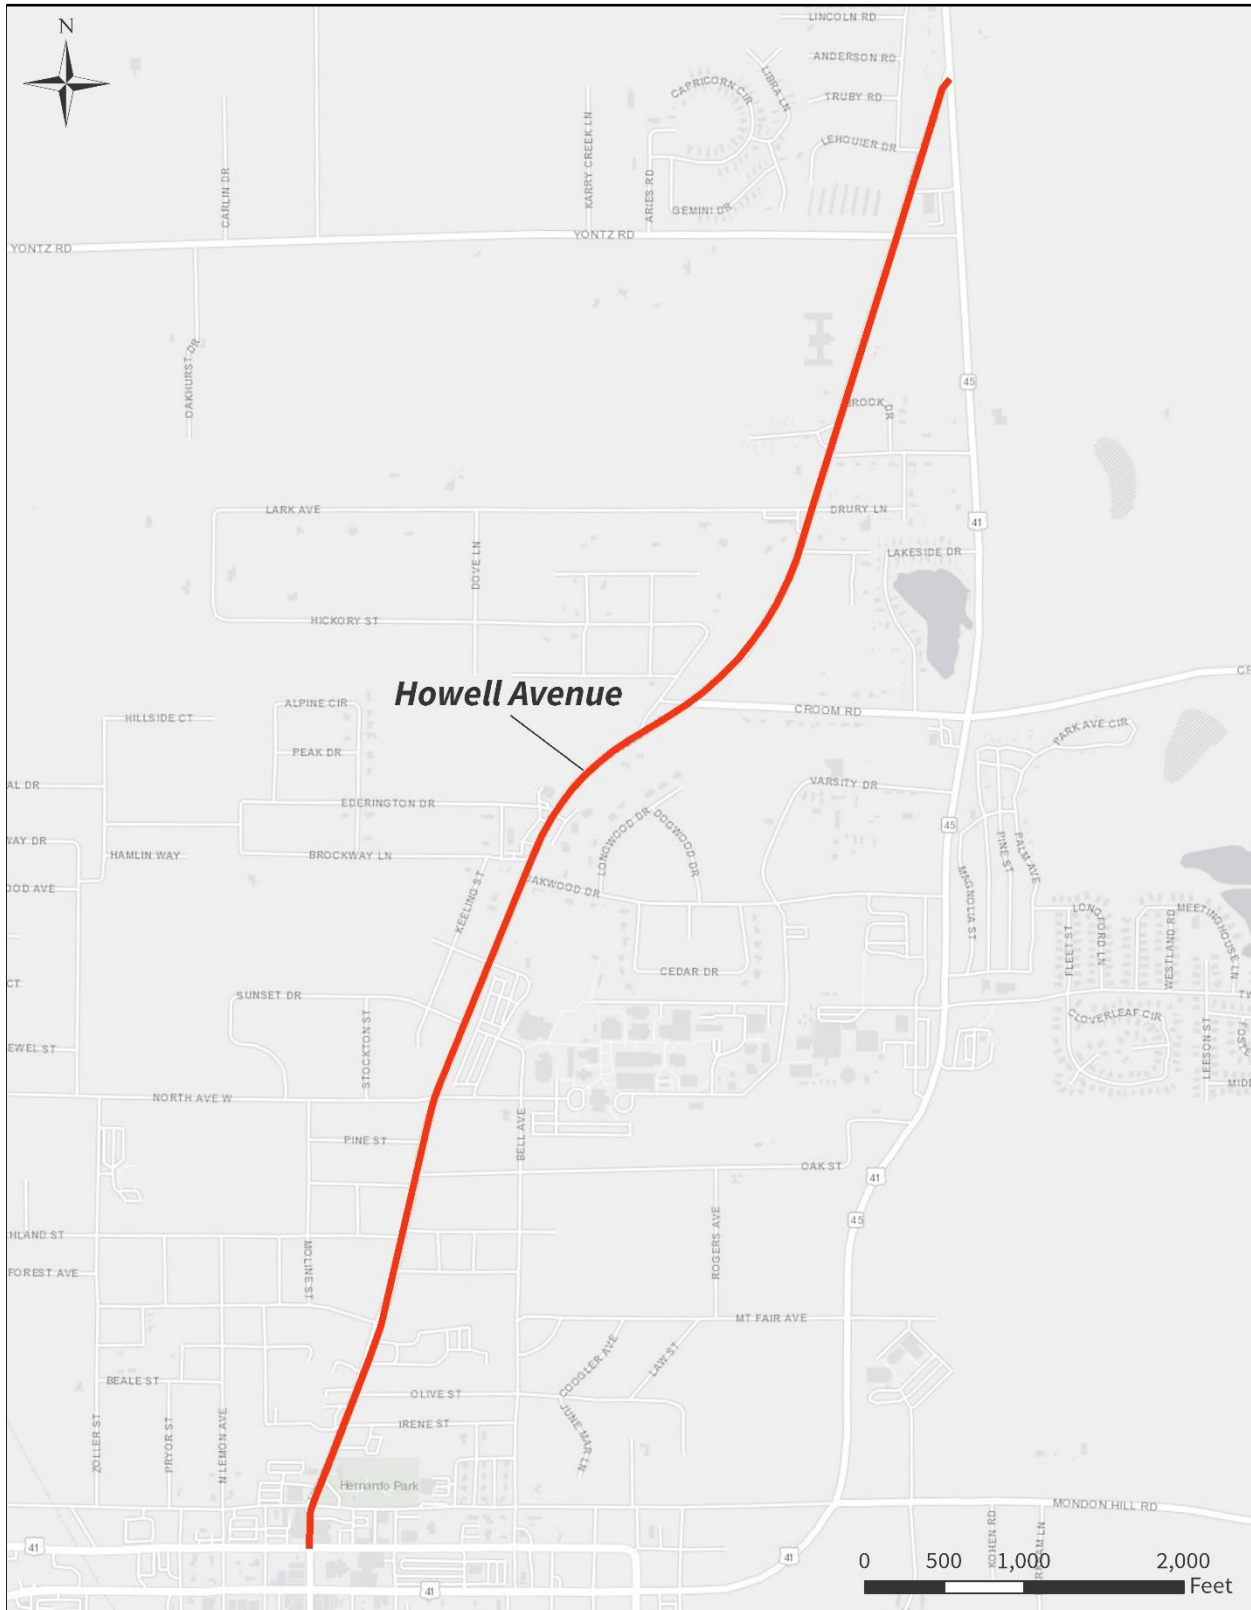 N
LINCOLN RD
ANDERSON RD
LIBRA LN
CAPRICORN CIR
TRUBY RD
KARRY CREEK LN
LEHOUIER DR
CARLIN DR
ARIES RD
GEMINI DR
YONTZ RD
YONTZ RD
OAKHURST DR
45
DR
LARK AVE
DRURY LN
41
DOVE LN
LAKESIDE DR
HICKORY ST
Howell Avenue
ALPINE CIR
CROOM RD
HILLSIDE CT
PARK AVE CIR
PEAK DR
AL DR
VARSITY DR
EDERINGTON DR
LONGWOOD DR
DOGWOOD DR
45
WAY DR
PINE ST
PALM AVE
HAMLIN WAY
BROCKWAY LN
OOD AVE
KEELING ST
OAKWOOD DR
MAGNOLIA ST
LONGFORD LN
MEETINGHOUSE LN
FLEET ST
WESTLAND RD
CEDAR DR
CT
SUNSET DR
CLOVERLEAF CIR
STOCKTON ST
EWEL ST
LEESON ST
MIDD
NORTH AVE W
BELL AVE
PINE ST
OAK ST
41
45
ROGERS AVE
HLAND ST
MOLINE ST
FOREST AVE
MT FAIR AVE
COOGLER AVE
LAW ST
BEALE ST
OLIVE ST
JUNE MAR LN
IRENE ST
ZOLLER ST
PRYOR ST
N LEMON AVE
Hernardo Park
MONDON HILL RD
KOHEN RD
41
41
41
0 500 1,000 2,000
Feet